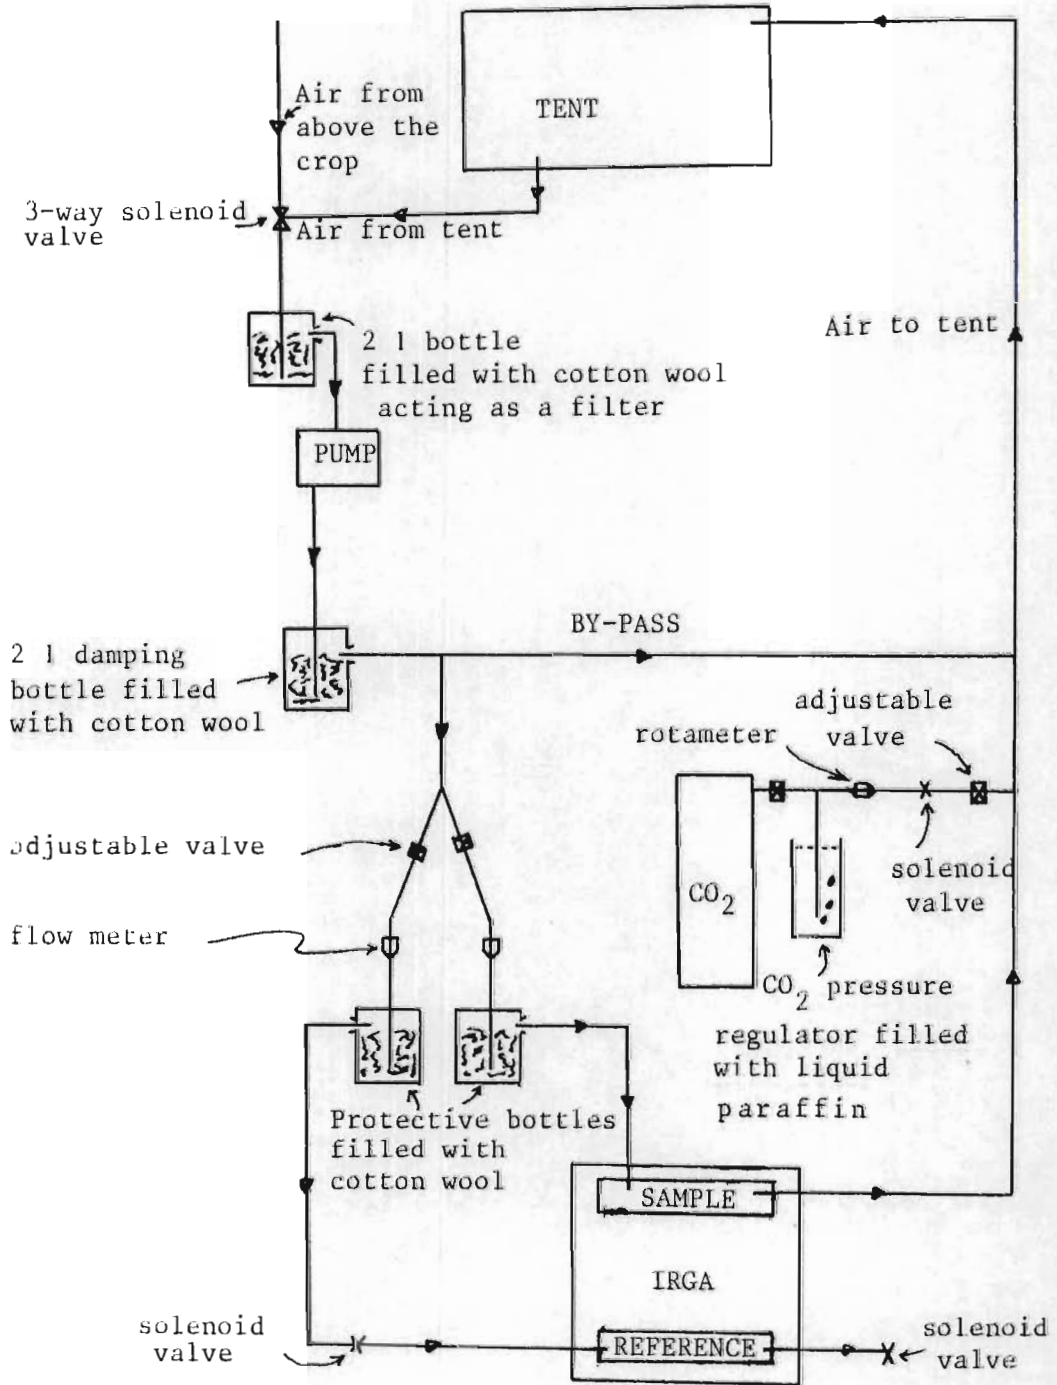 TENT
Air from
above the
crop
3-way solenoid
valve
Air from tent
2 l bottle
filled with cotton wool
acting as a filter
Air to tent
PUMP
BY-PASS
2 l damping
bottle filled
with cotton wool
adjustable
valve
rotameter
adjustable valve
CO2
solenoid
valve
flow meter
CO2 pressure
regulator filled
with liquid
paraffin
Protective bottles
filled with
cotton wool
SAMPLE
IRGA
REFERENCE
solenoid
valve
solenoid
valve